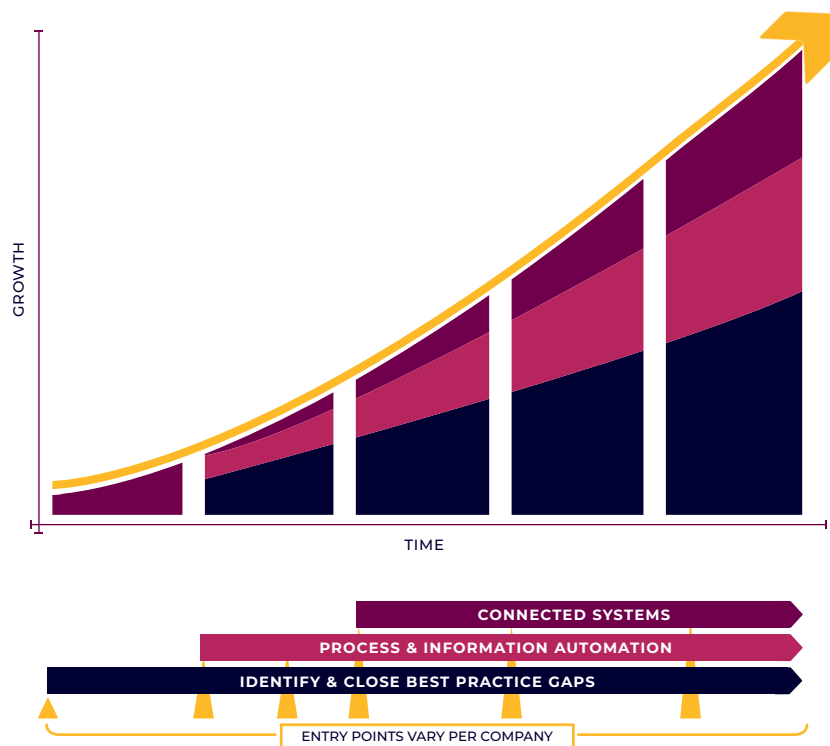 GROWTH
TIME
CONNECTED SYSTEMS
PROCESS & INFORMATION AUTOMATION
IDENTIFY & CLOSE BEST PRACTICE GAPS
ENTRY POINTS VARY PER COMPANY